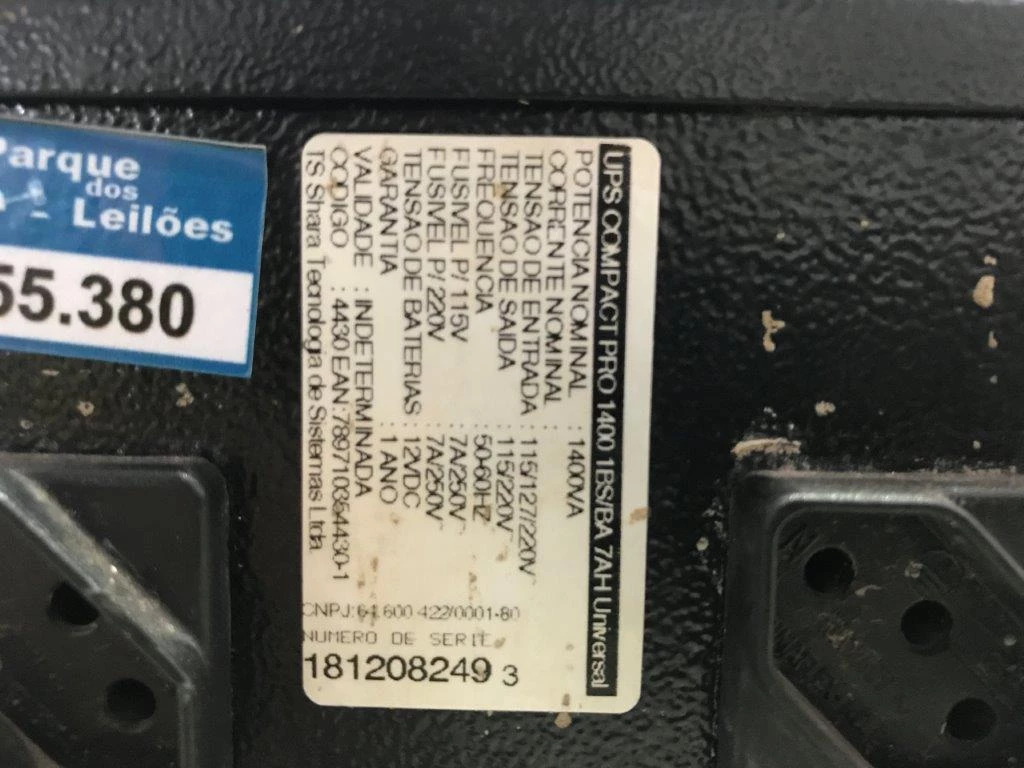 Parque
dos
Leilões
55.380
UPS COMPACT PRO 1400 1BS/BA 7AH Universal
POTENCIA NOMINAL : 1400VA
CORRENTE NOMINAL :
TENSAO DE ENTRADA : 115/127/220V~
TENSAO DE SAIDA : 115/220V~
FREQUENCIA : 50-60HZ
FUSIVEL P/ 115V : 7A/250V~
FUSIVEL P/ 220V : 7A/250V~
TENSAO DE BATERIAS : 12VDC
GARANTIA : 1 ANO
VALIDADE : INDETERMINADA
CODIGO : 4430 EAN:789710354430-1
TS Shara Tecnologia de Sistemas Ltda
CNPJ:61.600 422/0001-80
NUMERO DE SERIE
181208249 3